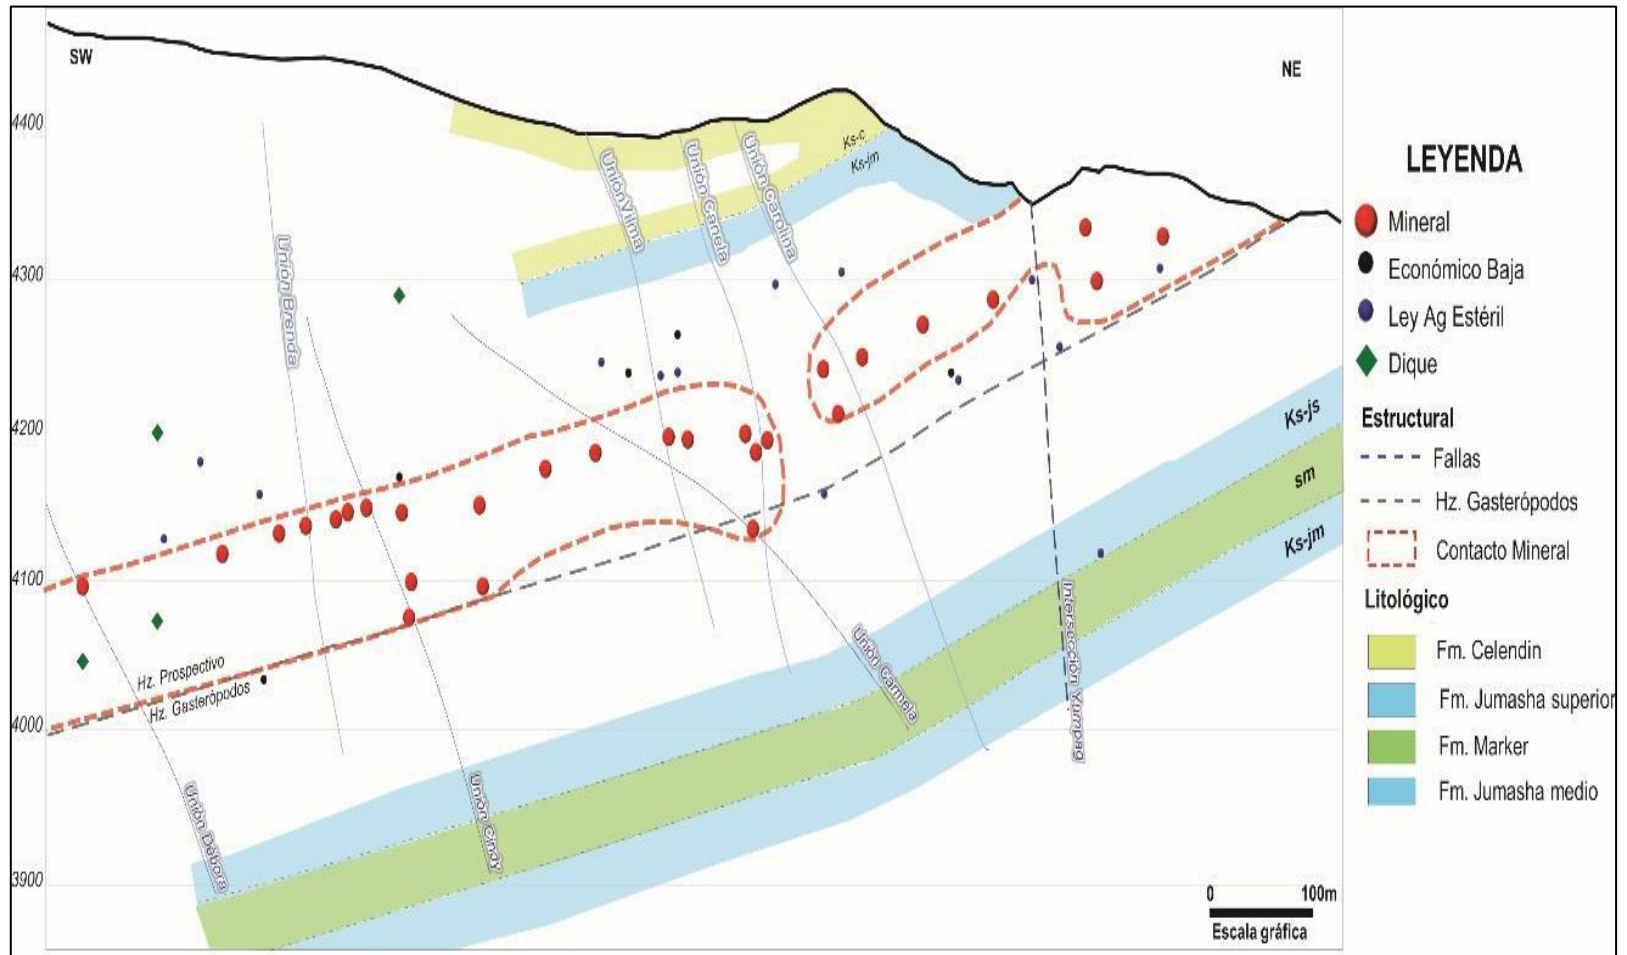 SW
NE
4400
4300
4200
4100
4000
3900
Ks-c
Ks-jm
Unión Vilma
Unión Caneta
Unión Carolina
Unión Brenda
Hz. Prospectivo
Hz. Gasterópodos
Unión Débora
Unión Cindy
Unión Carmela
Intersección Yumpag
Ks-js
sm
Ks-jm
0 100m
Escala gráfica
LEYENDA
Mineral
Económico Baja
Ley Ag Estéril
Dique
Estructural
Fallas
Hz. Gasterópodos
Contacto Mineral
Litológico
Fm. Celendin
Fm. Jumasha superior
Fm. Marker
Fm. Jumasha medio